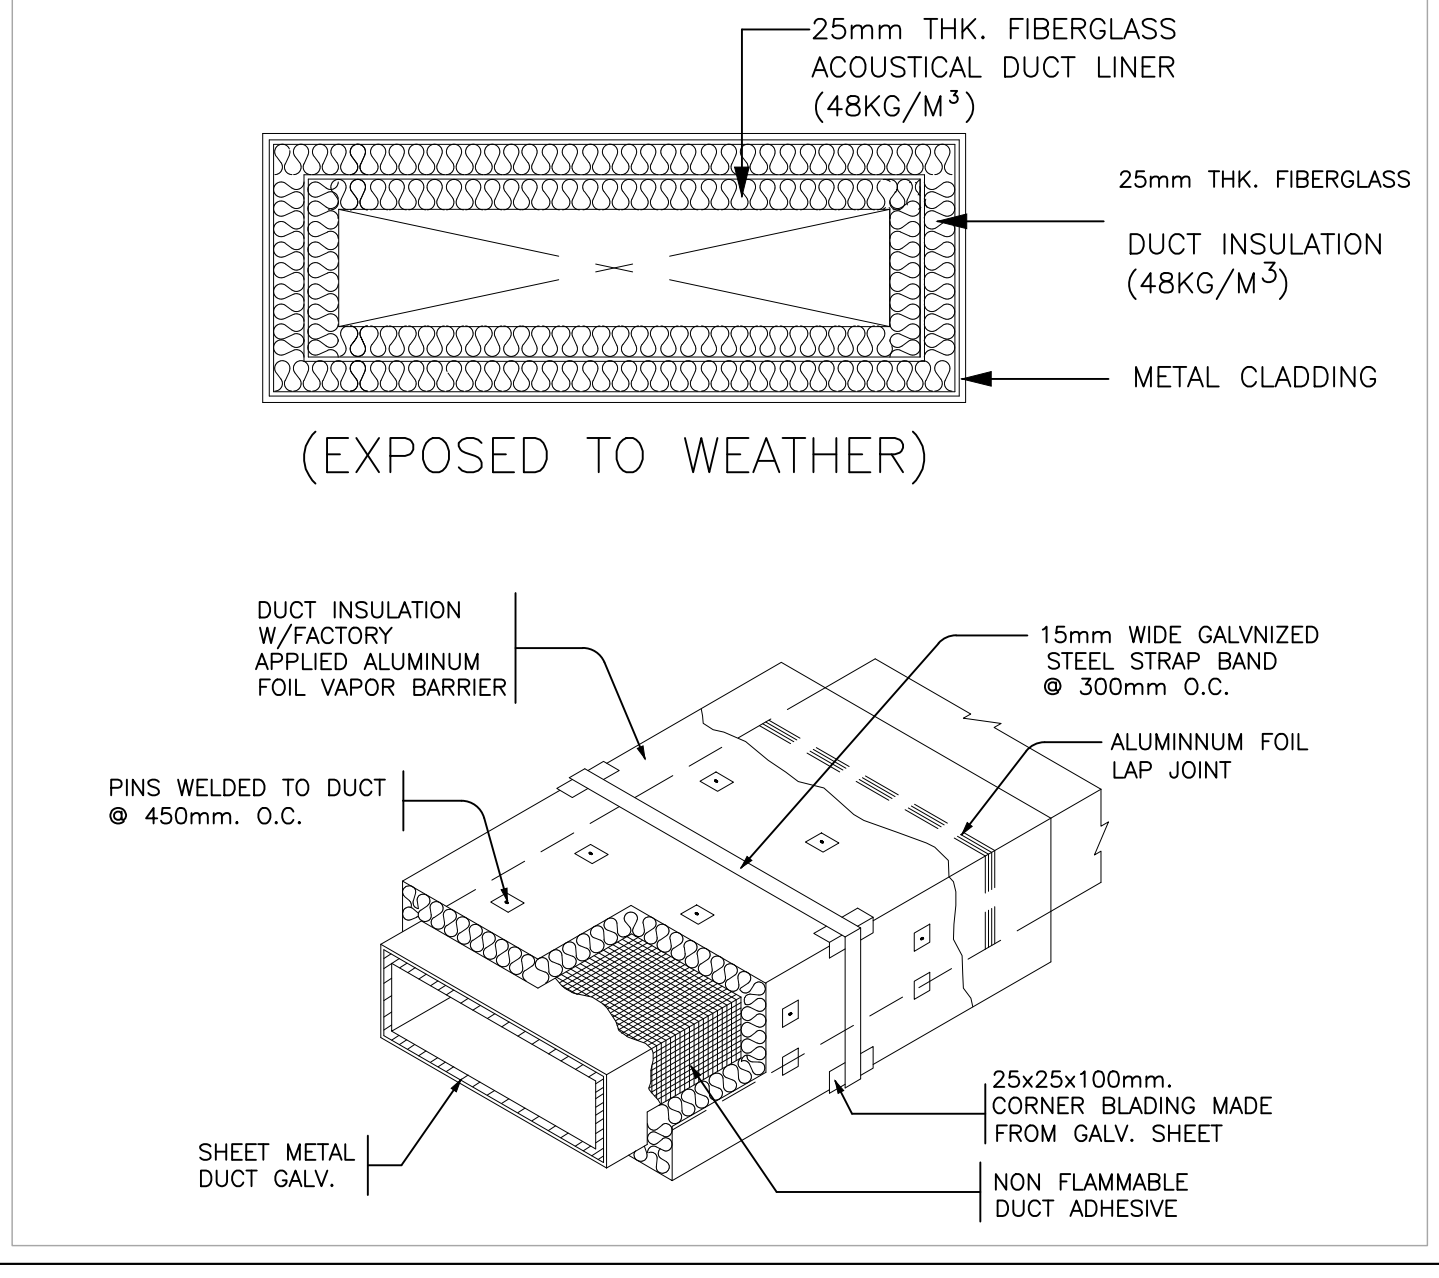 25mm THK. FIBERGLASS
ACOUSTICAL DUCT LINER
(48KG/M³)
25mm THK. FIBERGLASS
DUCT INSULATION
(48KG/M³)
METAL CLADDING
(EXPOSED TO WEATHER)
DUCT INSULATION
W/FACTORY
APPLIED ALUMINUM
FOIL VAPOR BARRIER
15mm WIDE GALVNIZED
STEEL STRAP BAND
@ 300mm O.C.
ALUMINNUM FOIL
LAP JOINT
PINS WELDED TO DUCT
@ 450mm. O.C.
25x25x100mm.
CORNER BLADING MADE
FROM GALV. SHEET
SHEET METAL
DUCT GALV.
NON FLAMMABLE
DUCT ADHESIVE